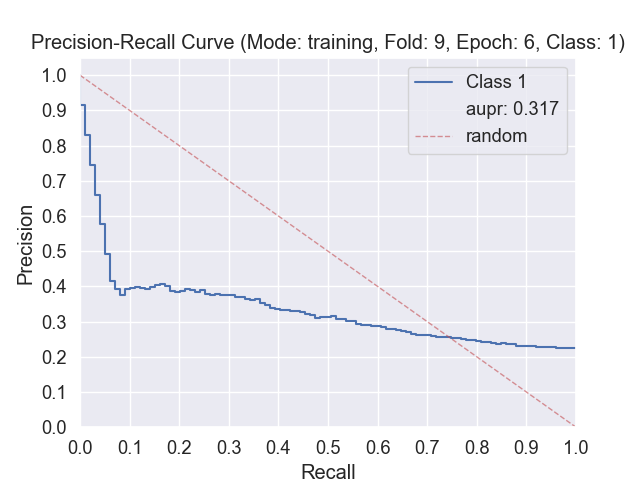 Precision-Recall Curve (Mode: training, Fold: 9, Epoch: 6, Class: 1)
Class 1
aupr: 0.317
random
Precision
1.0
0.9
0.8
0.7
0.6
0.5
0.4
0.3
0.2
0.1
0.0
0.0 0.1 0.2 0.3 0.4 0.5 0.6 0.7 0.8 0.9 1.0
Recall